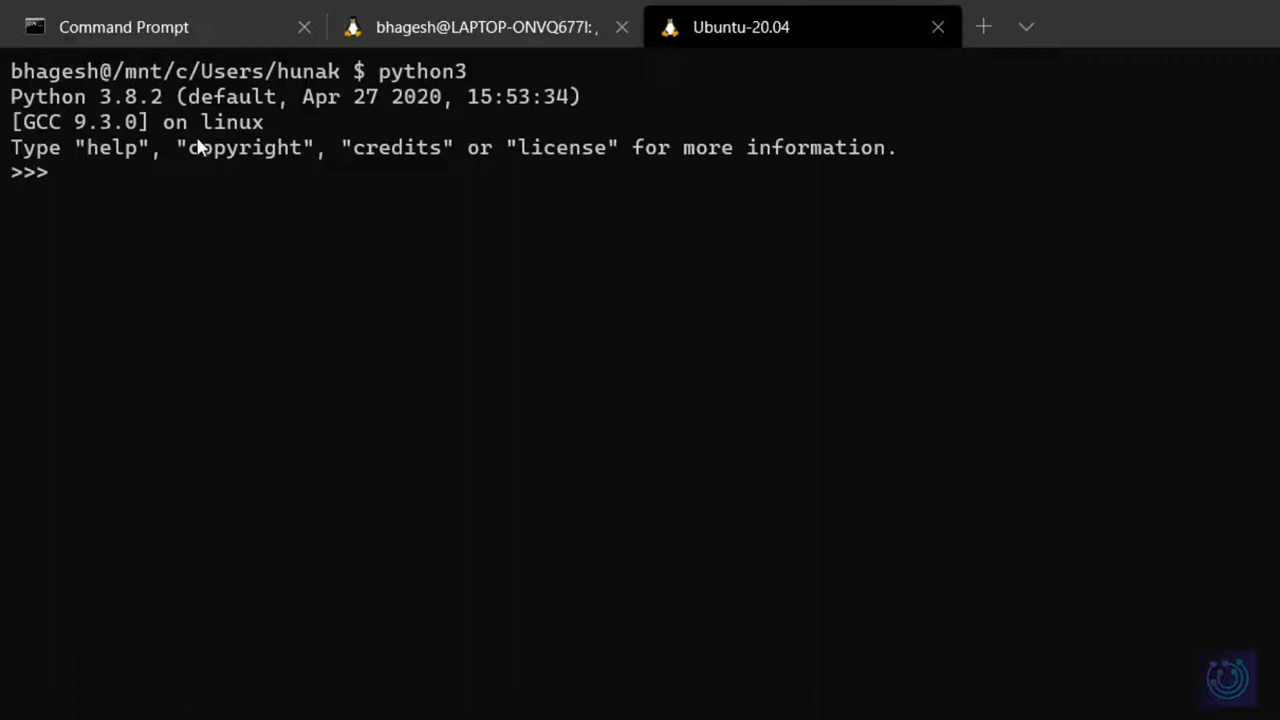 Command Prompt
bhagesh@LAPTOP-ONVQ677I: /
Ubuntu-20.04
bhagesh@/mnt/c/Users/hunak $ python3
Python 3.8.2 (default, Apr 27 2020, 15:53:34)
[GCC 9.3.0] on linux
Type "help", "copyright", "credits" or "license" for more information.
>>>